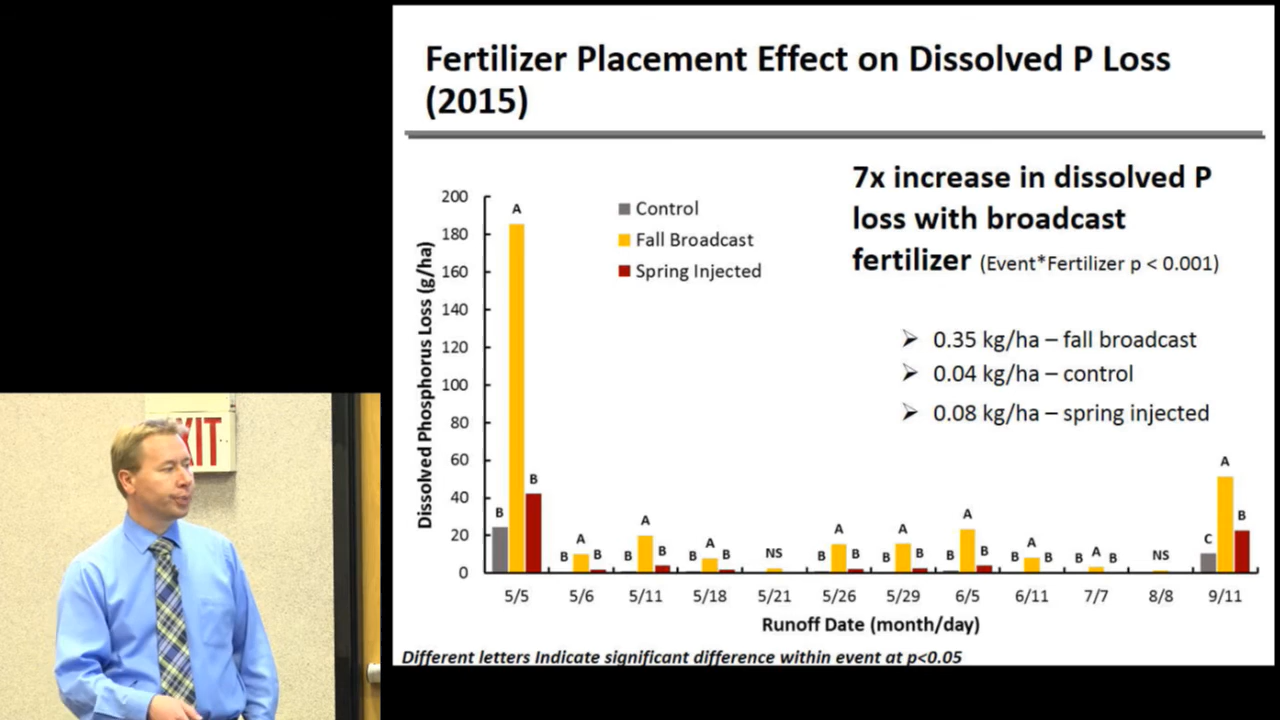 Fertilizer Placement Effect on Dissolved P Loss
(2015)
7x increase in dissolved P
loss with broadcast
fertilizer (Event*Fertilizer p < 0.001)
➢ 0.35 kg/ha – fall broadcast
➢ 0.04 kg/ha – control
➢ 0.08 kg/ha – spring injected
Control
Fall Broadcast
Spring Injected
Dissolved Phosphorus Loss (g/ha)
200
180
160
140
120
100
80
60
40
20
0
B A B
B A B
B A B
B A B
NS
B A B
B A B
B A B
B A B
B A B
NS
C A B
5/5 5/6 5/11 5/18 5/21 5/26 5/29 6/5 6/11 7/7 8/8 9/11
Runoff Date (month/day)
Different letters Indicate significant difference within event at p<0.05
XIT